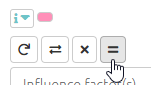 i
Influence factor(s)